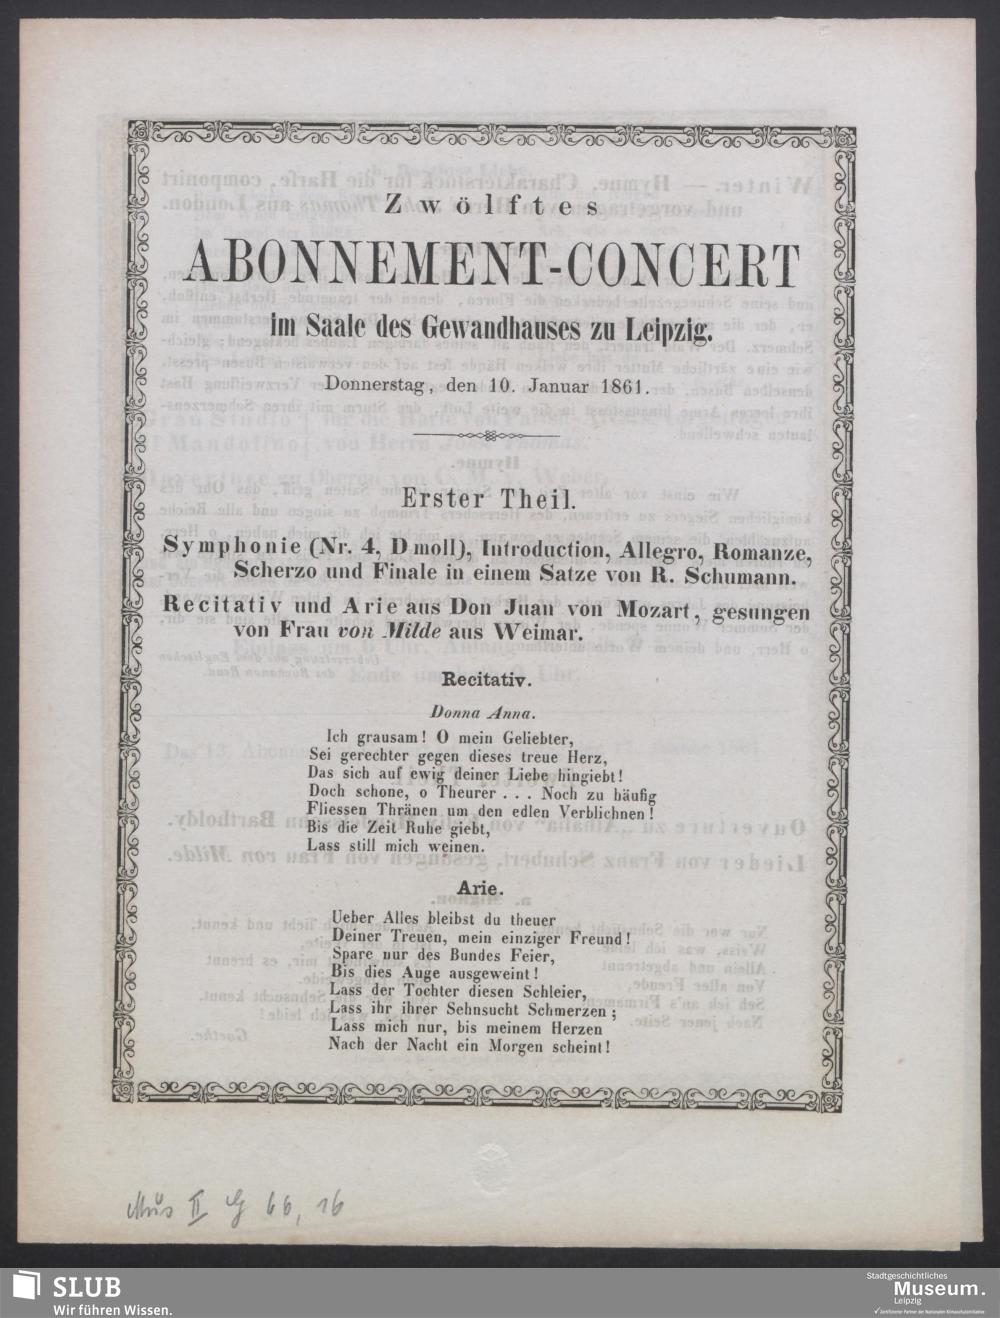 Zwölftes
ABONNEMENT-CONCERT
im Saale des Gewandhauses zu Leipzig.
Donnerstag, den 10. Januar 1861.
Erster Theil.
Symphonie (Nr. 4, D moll), Introduction, Allegro, Romanze,
Scherzo und Finale in einem Satze von R. Schumann.
Recitativ und Arie aus Don Juan von Mozart, gesungen
von Frau von Milde aus Weimar.
Recitativ.
Donna Anna.
Ich grausam! O mein Geliebter,
Sei gerechter gegen dieses treue Herz,
Das sich auf ewig deiner Liebe hingiebt!
Doch schone, o Theurer . . . Noch zu häufig
Fliessen Thränen um den edlen Verblichnen!
Bis die Zeit Ruhe giebt,
Lass still mich weinen.
Arie.
Ueber Alles bleibst du theuer
Deiner Treuen, mein einziger Freund!
Spare nur des Bundes Feier,
Bis dies Auge ausgeweint!
Lass der Tochter diesen Schleier,
Lass ihr ihrer Sehnsucht Schmerzen;
Lass mich nur, bis meinem Herzen
Nach der Nacht ein Morgen scheint!
Mus II G 66, 16
SLUB
Wir führen Wissen.
Stadtgeschichtliches
Museum.
Leipzig
Zertifizierter Partner der Nationalen Klimaschutzinitiative